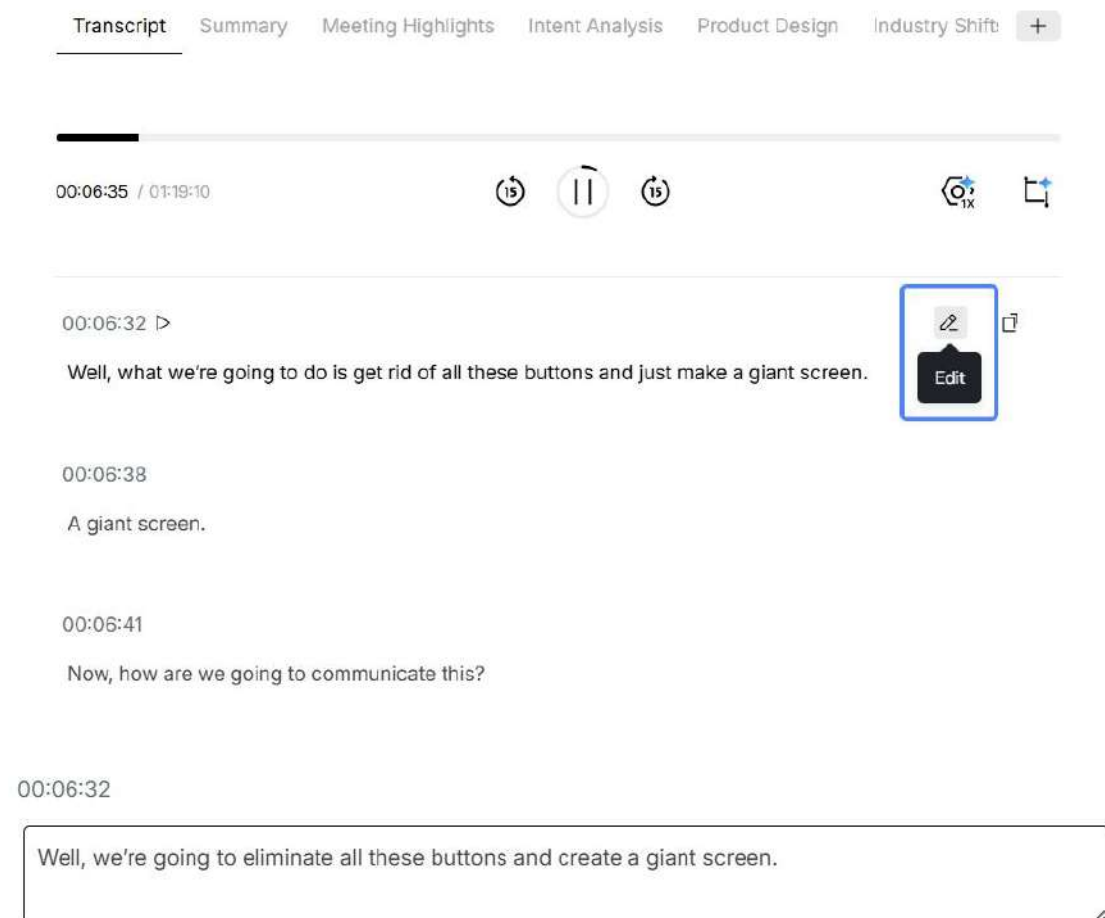 Transcript Summary Meeting Highlights Intent Analysis Product Design Industry Shift
00:06:35 / 01:19:10
15
15
1X
00:06:32
Well, what we're going to do is get rid of all these buttons and just make a giant screen.
Edit
00:06:38
A giant screen.
00:06:41
Now, how are we going to communicate this?
00:06:32
Well, we're going to eliminate all these buttons and create a giant screen.